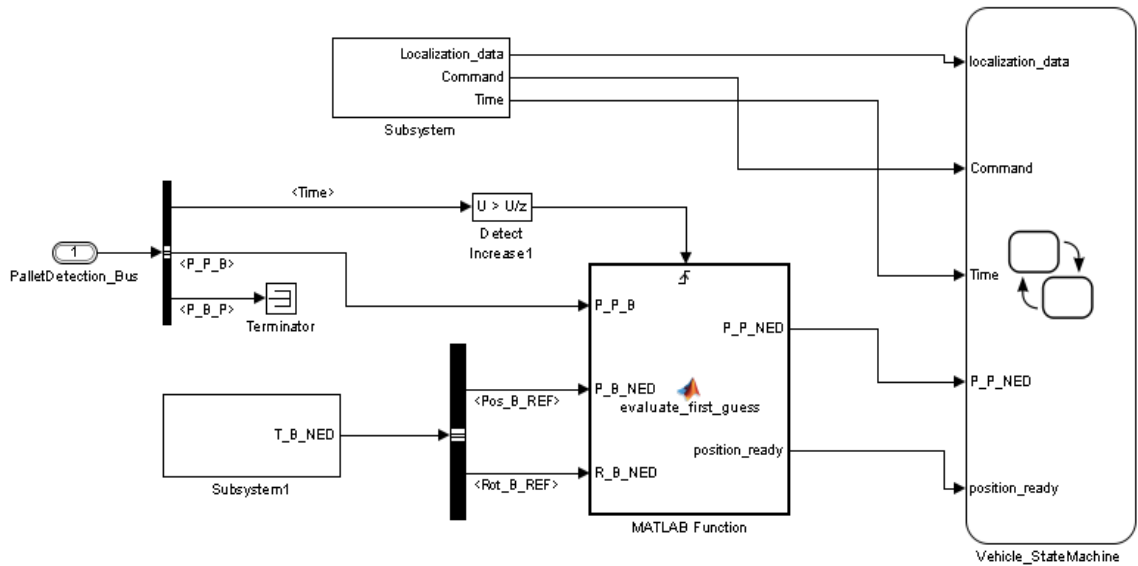 Localization_data
Command
Time
Subsystem
localization_data
Command
Time
P_P_NED
position_ready
Vehicle_StateMachine
<Time>
U > U/z
Detect
Increase1
1
PalletDetection_Bus
<P_P_B>
<P_B_P>
Terminator
P_P_B
P_B_NED
R_B_NED
evaluate_first_guess
P_P_NED
position_ready
MATLAB Function
<Pos_B_REF>
<Rot_B_REF>
T_B_NED
Subsystem1